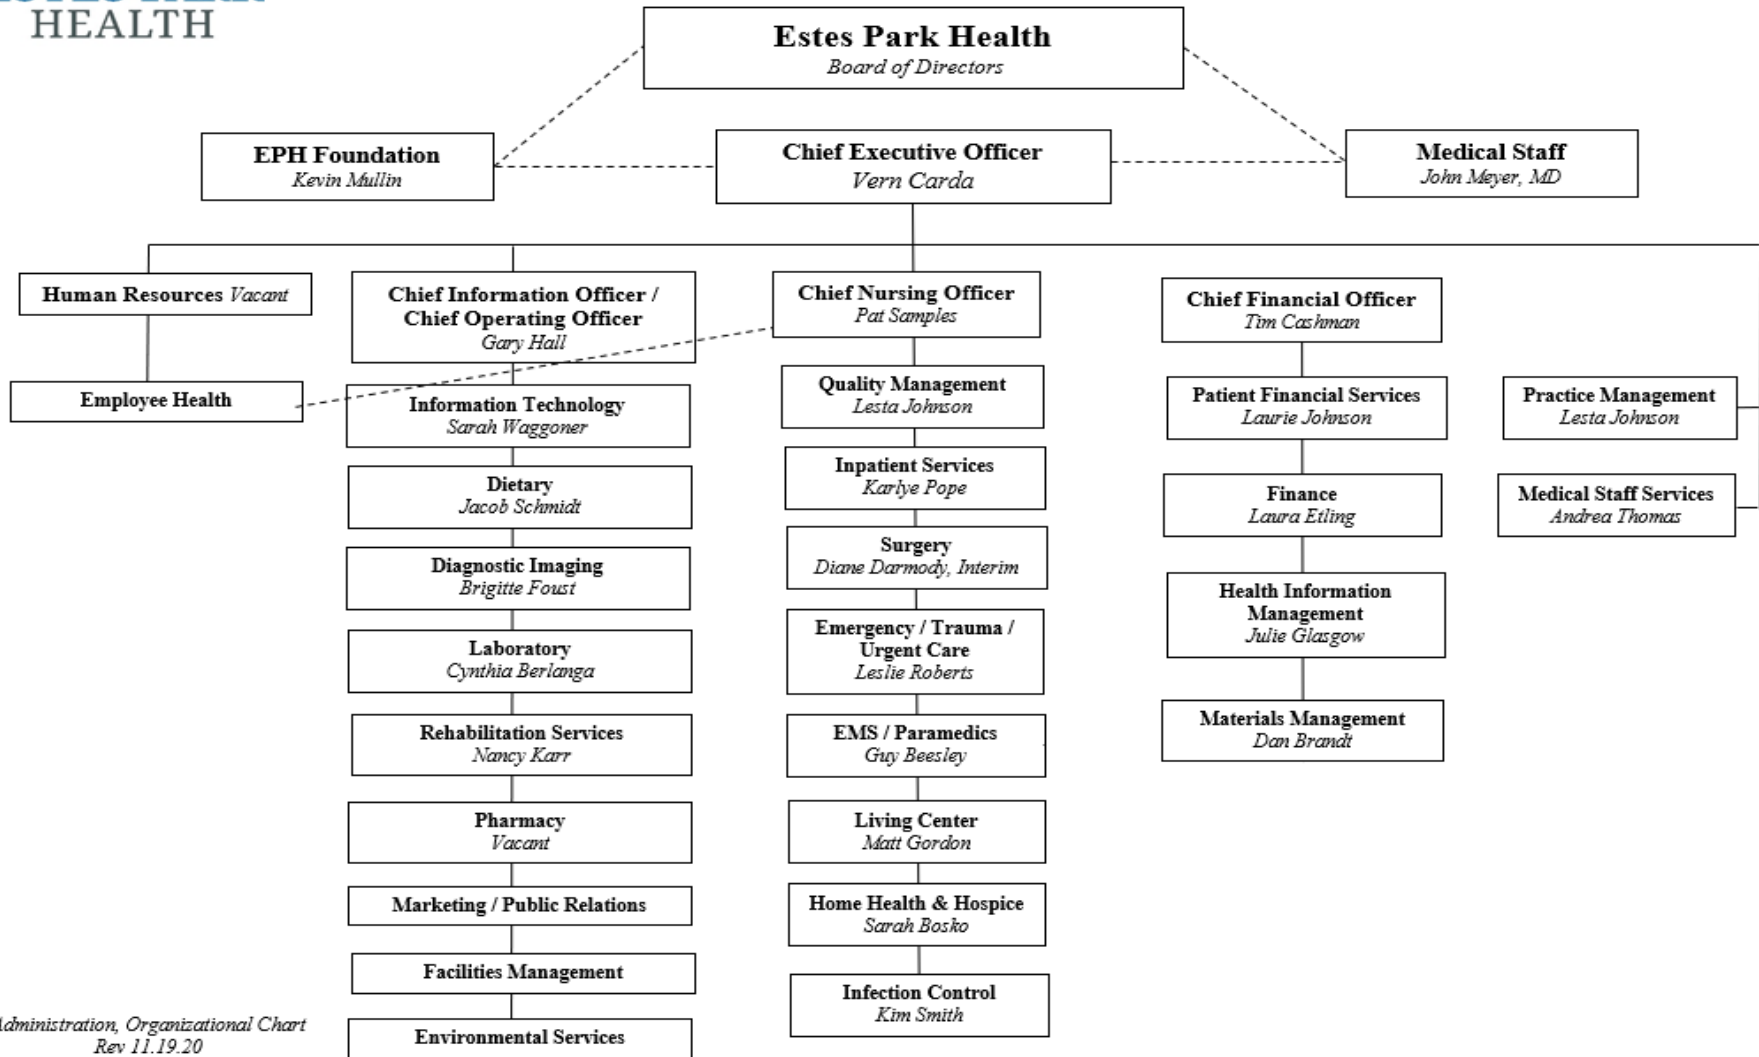 HEALTH
Estes Park Health
Board of Directors
EPH Foundation
Kevin Mullin
Chief Executive Officer
Vern Carda
Medical Staff
John Meyer, MD
Human Resources Vacant
Employee Health
Chief Information Officer /
Chief Operating Officer
Gary Hall
Information Technology
Sarah Waggoner
Dietary
Jacob Schmidt
Diagnostic Imaging
Brigitte Foust
Laboratory
Cynthia Berlanga
Rehabilitation Services
Nancy Karr
Pharmacy
Vacant
Marketing / Public Relations
Facilities Management
Environmental Services
Chief Nursing Officer
Pat Samples
Quality Management
Lesta Johnson
Inpatient Services
Karlye Pope
Surgery
Diane Darmody, Interim
Emergency / Trauma /
Urgent Care
Leslie Roberts
EMS / Paramedics
Guy Beesley
Living Center
Matt Gordon
Home Health & Hospice
Sarah Bosko
Infection Control
Kim Smith
Chief Financial Officer
Tim Cashman
Patient Financial Services
Laurie Johnson
Finance
Laura Etling
Health Information
Management
Julie Glasgow
Materials Management
Dan Brandt
Practice Management
Lesta Johnson
Medical Staff Services
Andrea Thomas
Administration, Organizational Chart
Rev 11.19.20